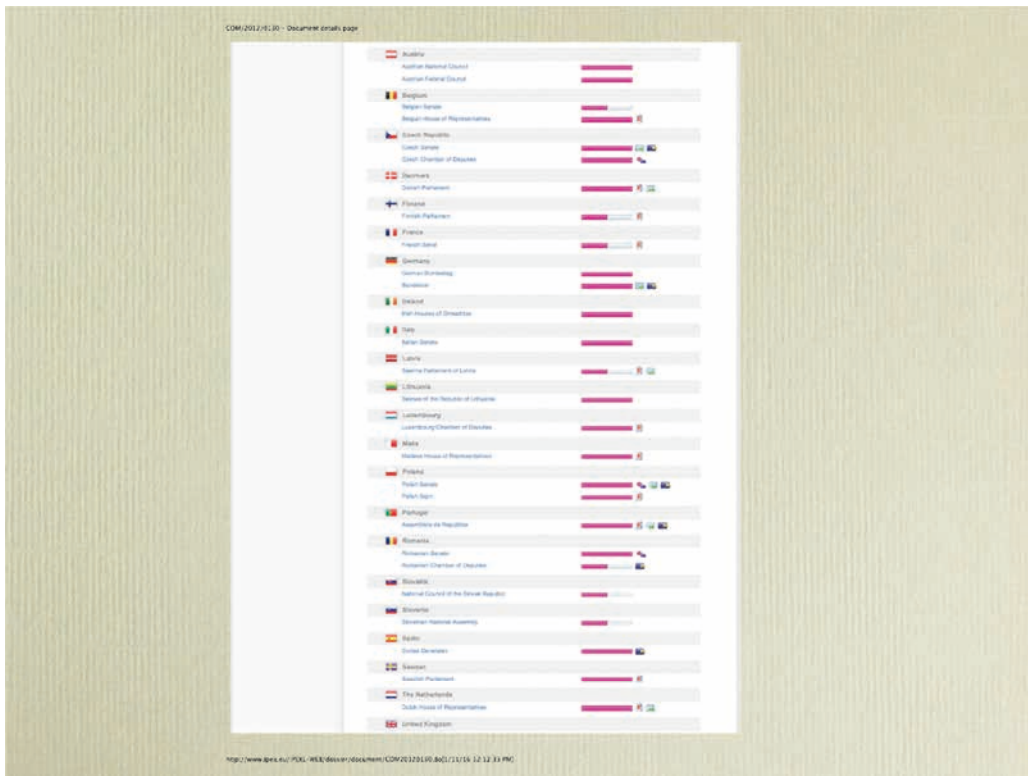 COM/2012/0130 - Document details page
Austria
Austrian National Council
Austrian Federal Council
Belgium
Belgian Senate
Belgian House of Representatives
Czech Republic
Czech Senate
Czech Chamber of Deputies
Denmark
Danish Parliament
Finland
Finnish Parliament
France
French
Germany
German Bundestag
Bundesrat
Ireland
Irish Houses of Oireachtas
Italy
Italian Senate
Latvia
Saeima Parliament of Latvia
Lithuania
Seimas of the Republic of Lithuania
Luxembourg
Luxembourg Chamber of Deputies
Malta
Maltese House of Representatives
Poland
Polish Senate
Polish Sejm
Portugal
Assembleia da República
Romania
Romanian Senate
Romanian Chamber of Deputies
Slovakia
National Council of the Slovak Republic
Slovenia
Slovenian National Assembly
Spain
Cortes Generales
Sweden
Swedish Parliament
The Netherlands
Dutch House of Representatives
United Kingdom